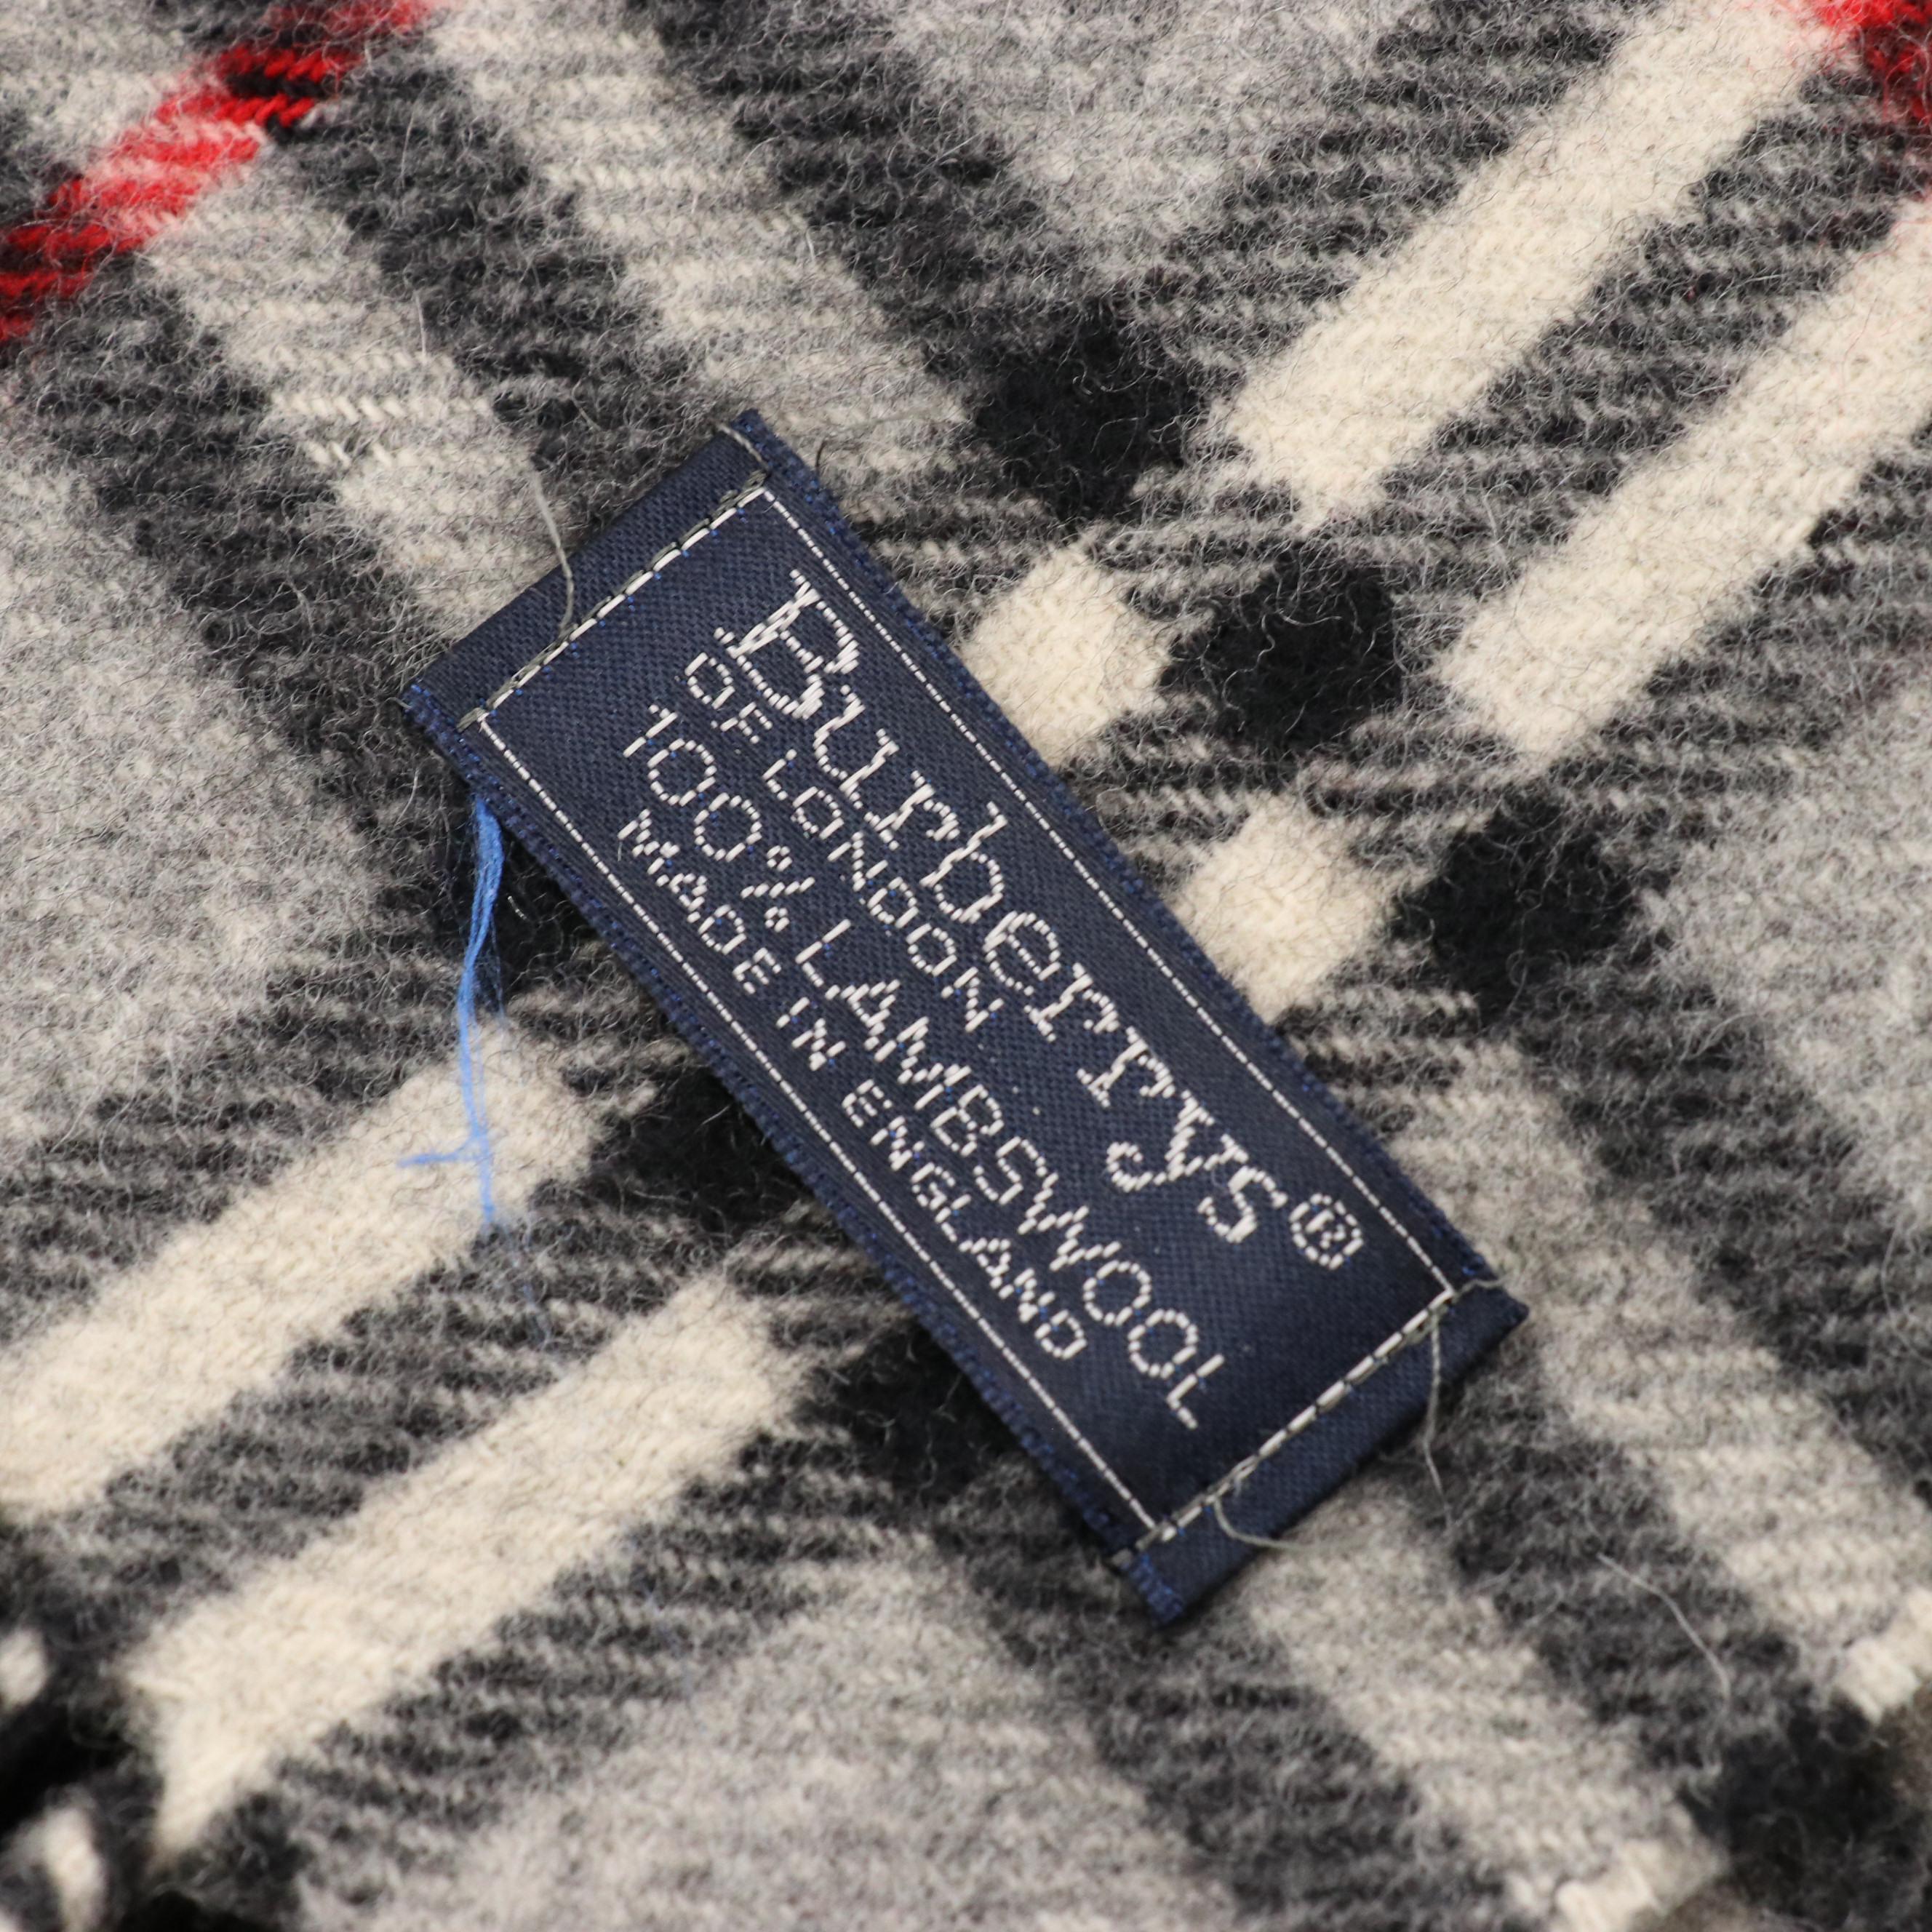 Burberrys®
OF LONDON
100% LAMBSWOOL
MADE IN ENGLAND